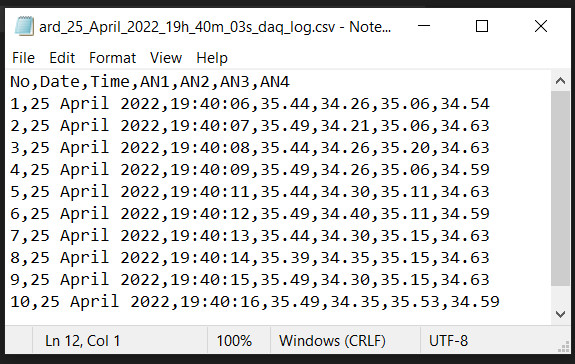 ard_25_April_2022_19h_40m_03s_daq_log.csv - Note...
File Edit Format View Help
No,Date,Time,AN1,AN2,AN3,AN4
1,25 April 2022,19:40:06,35.44,34.26,35.06,34.54
2,25 April 2022,19:40:07,35.49,34.21,35.06,34.63
3,25 April 2022,19:40:08,35.44,34.26,35.20,34.63
4,25 April 2022,19:40:09,35.49,34.26,35.06,34.59
5,25 April 2022,19:40:11,35.44,34.30,35.11,34.63
6,25 April 2022,19:40:12,35.49,34.40,35.11,34.59
7,25 April 2022,19:40:13,35.44,34.30,35.15,34.63
8,25 April 2022,19:40:14,35.39,34.35,35.15,34.63
9,25 April 2022,19:40:15,35.49,34.30,35.15,34.63
10,25 April 2022,19:40:16,35.49,34.35,35.53,34.59
Ln 12, Col 1 100% Windows (CRLF) UTF-8